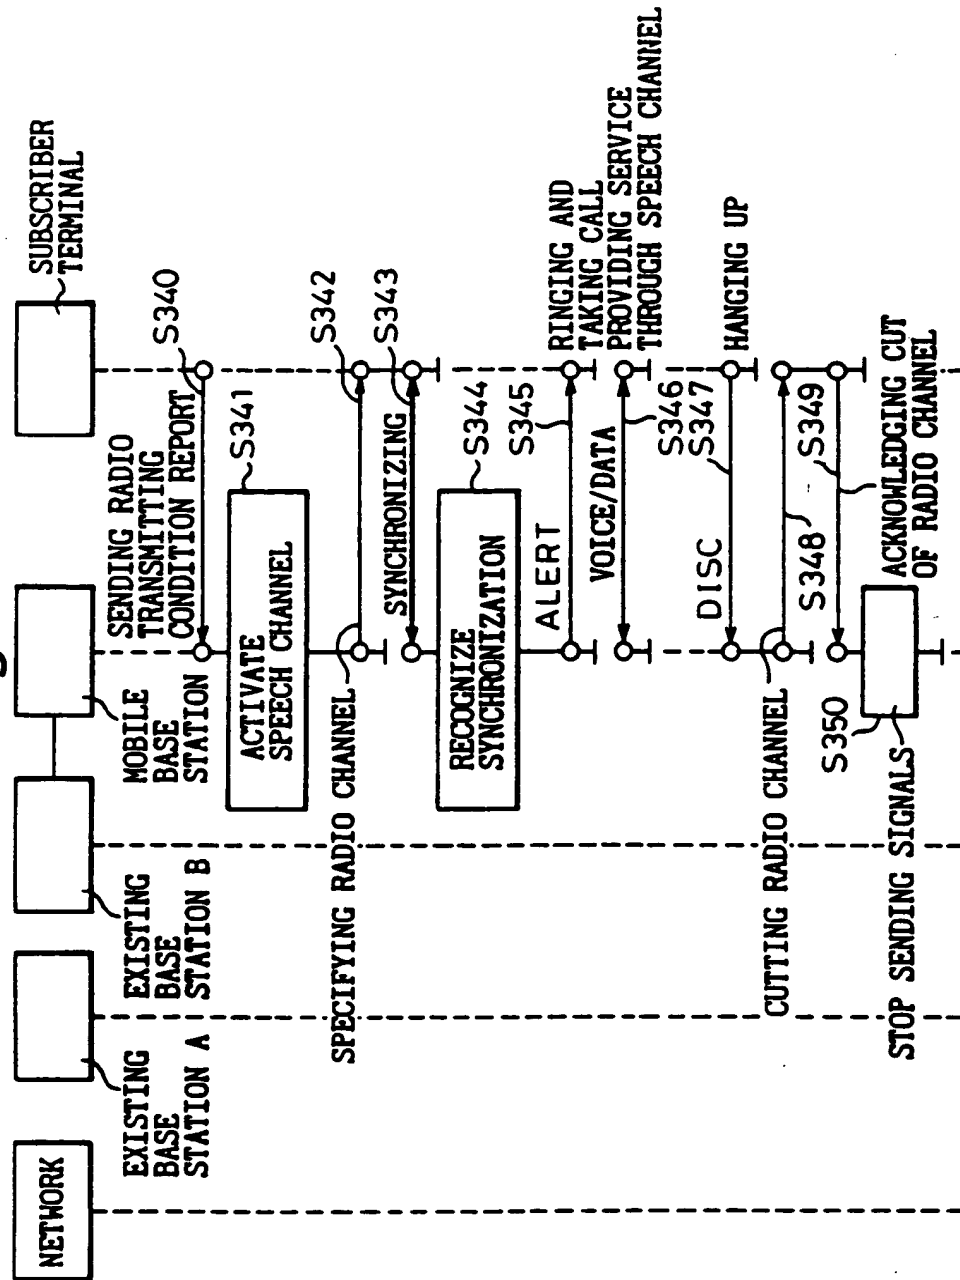 NETWORK
EXISTING
BASE
STATION A
EXISTING
BASE
STATION B
MOBILE
BASE
STATION
SUBSCRIBER
TERMINAL
SENDING RADIO
TRANSMITTING
CONDITION REPORT
S340
ACTIVATE
SPEECH CHANNEL
S341
SPECIFYING RADIO CHANNEL
S342
SYNCHRONIZING
S343
RECOGNIZE
SYNCHRONIZATION
S344
ALERT
S345
RINGING AND
TAKING CALL
VOICE/DATA
S346
PROVIDING SERVICE
THROUGH SPEECH CHANNEL
DISC
S347
HANGING UP
CUTTING RADIO CHANNEL
S348
S349
ACKNOWLEDGING CUT
OF RADIO CHANNEL
S350
STOP SENDING SIGNALS